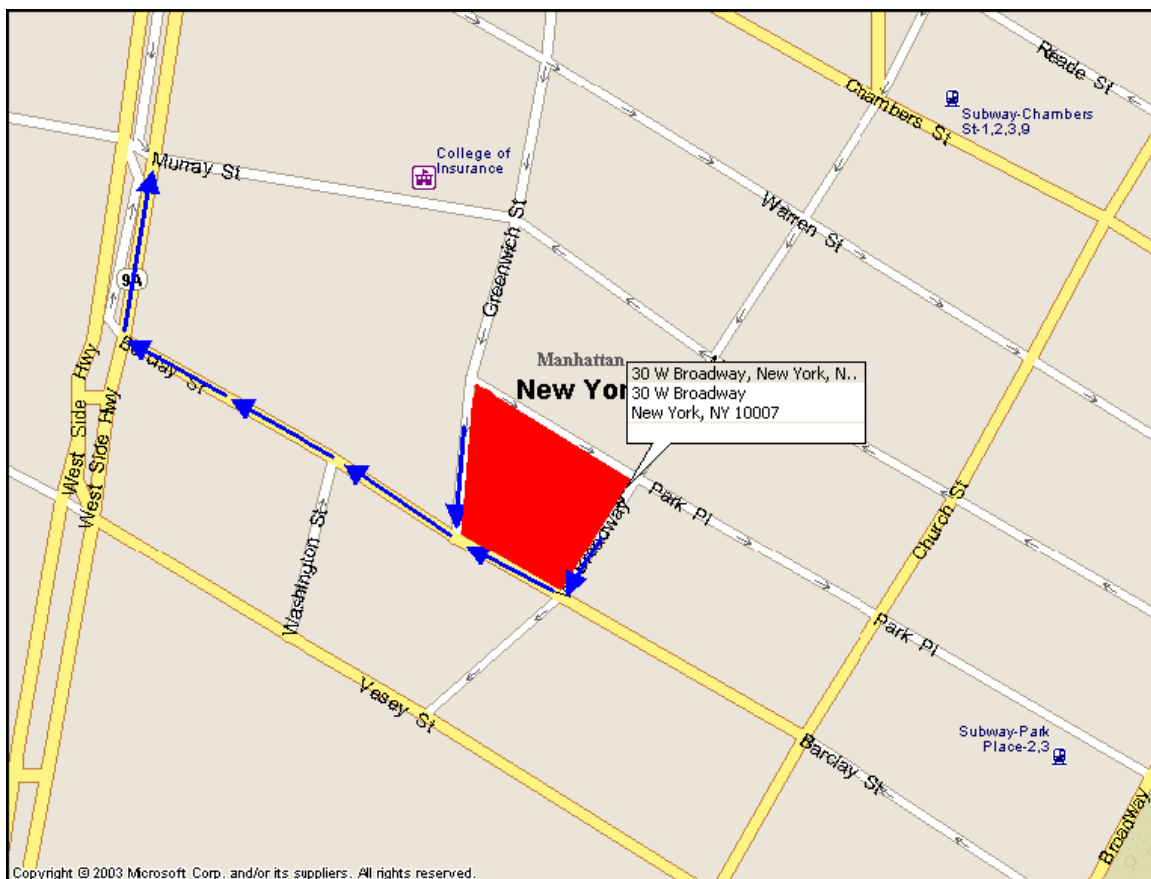 Reade St
Chambers St
Subway-Chambers
St-1,2,3,9
College of
Insurance
Murray St
Warren St
Greenwich St
9A
Manhattan
30 W Broadway, New York, N..
30 W Broadway
New York, NY 10007
New Yor
Barclay St
West Side Hwy
West Side Hwy
Broadway
Park Pl
Church St
Washington St
Park Pl
Vesey St
Subway-Park
Place-2,3
Barclay St
Broadway
Copyright © 2003 Microsoft Corp. and/or its suppliers. All rights reserved.